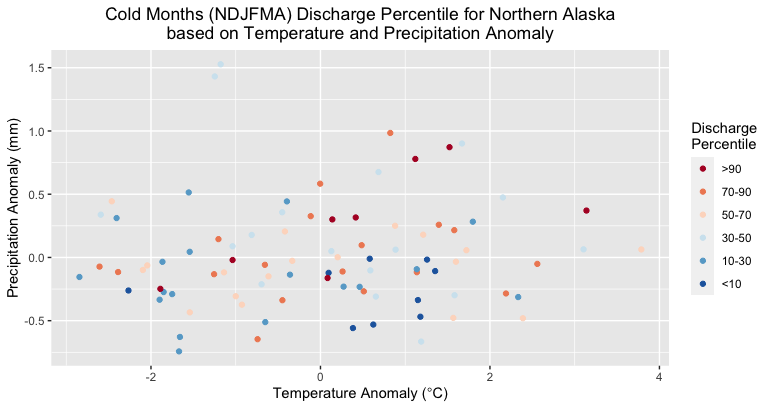 Cold Months (NDJFMA) Discharge Percentile for Northern Alaska
based on Temperature and Precipitation Anomaly
Precipitation Anomaly (mm)
1.5
1.0
0.5
0.0
-0.5
-2
0
2
4
Temperature Anomaly (°C)
Discharge
Percentile
>90
70-90
50-70
30-50
10-30
<10